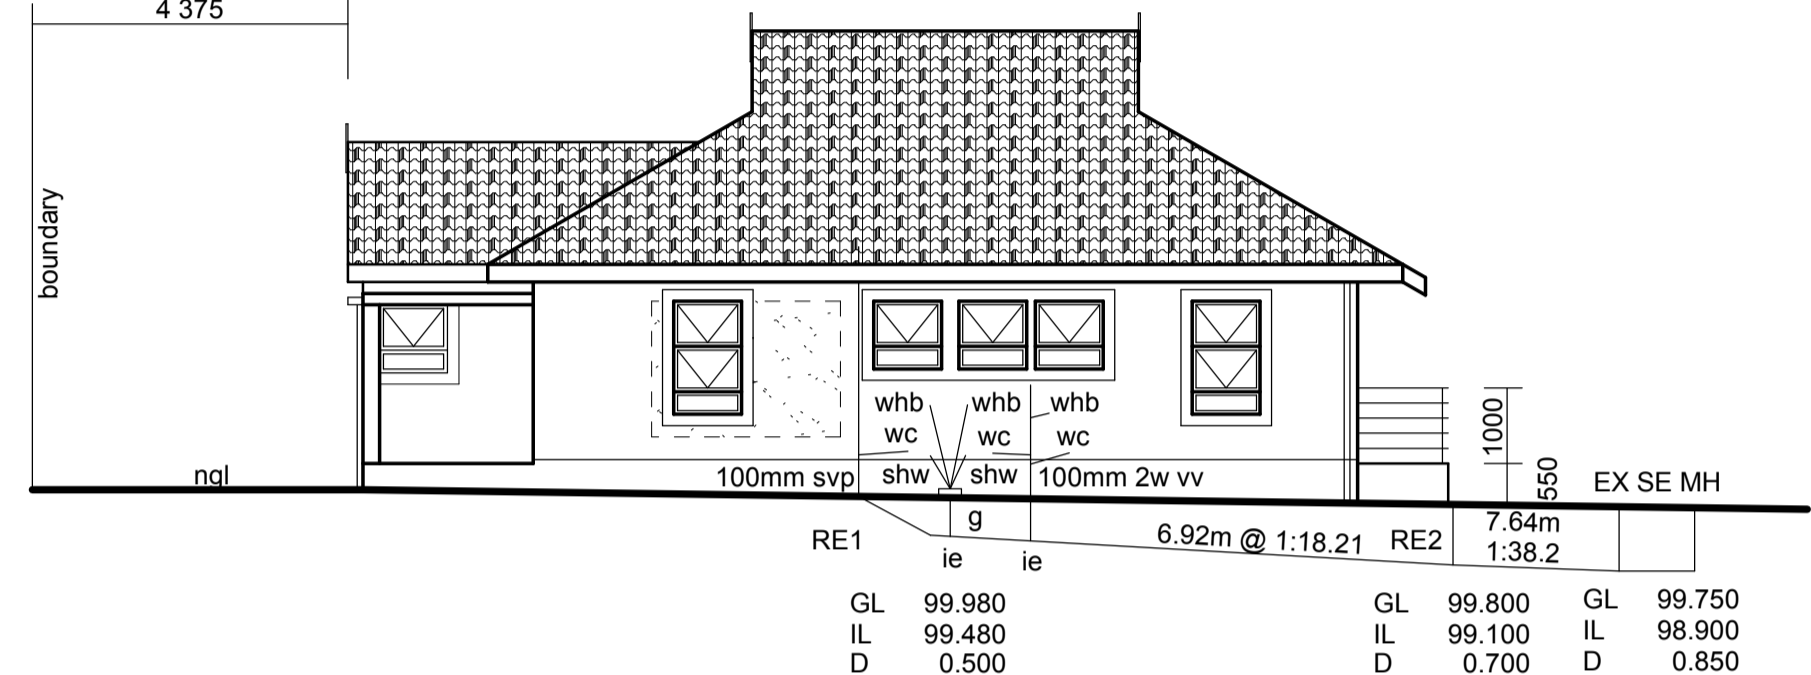 4 375
boundary
ngl
whb whb whb
wc wc wc
100mm svp shw shw 100mm 2w vv
1000
550
EX SE MH
g
RE1
ie ie
6.92m @ 1:18.21
RE2
7.64m
1:38.2
GL 99.980
IL 99.480
D 0.500
GL 99.800
IL 99.100
D 0.700
GL 99.750
IL 98.900
D 0.850